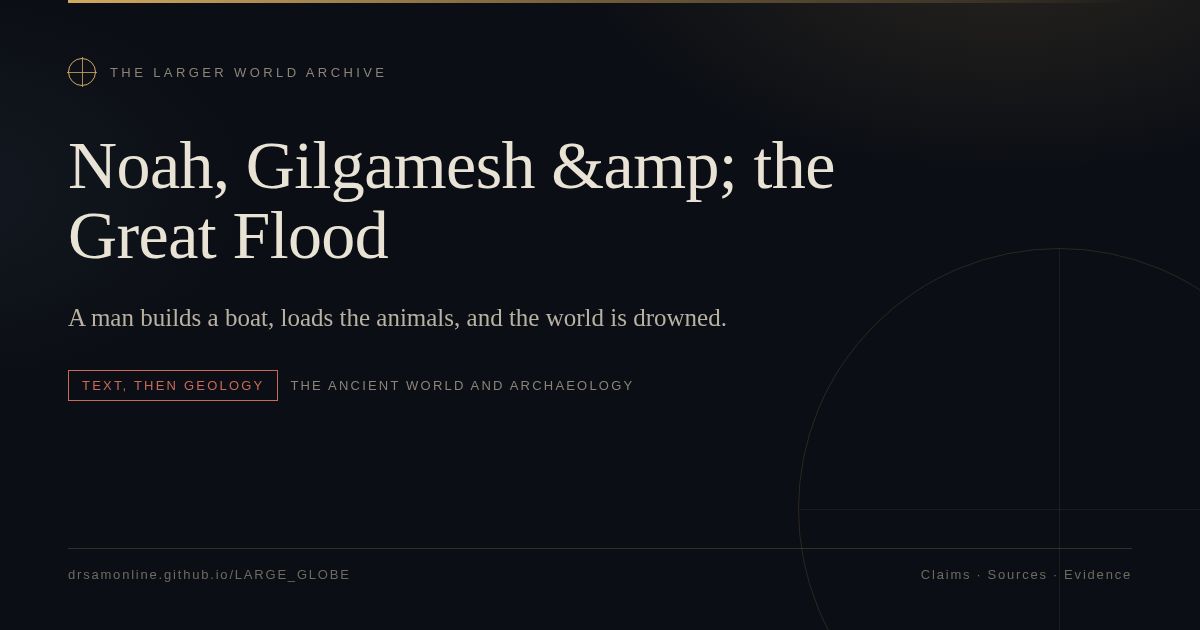 THE LARGER WORLD ARCHIVE
Noah, Gilgamesh &amp; the
Great Flood
A man builds a boat, loads the animals, and the world is drowned.
TEXT, THEN GEOLOGY
THE ANCIENT WORLD AND ARCHAEOLOGY
drsamonline.github.io/LARGE_GLOBE
Claims · Sources · Evidence